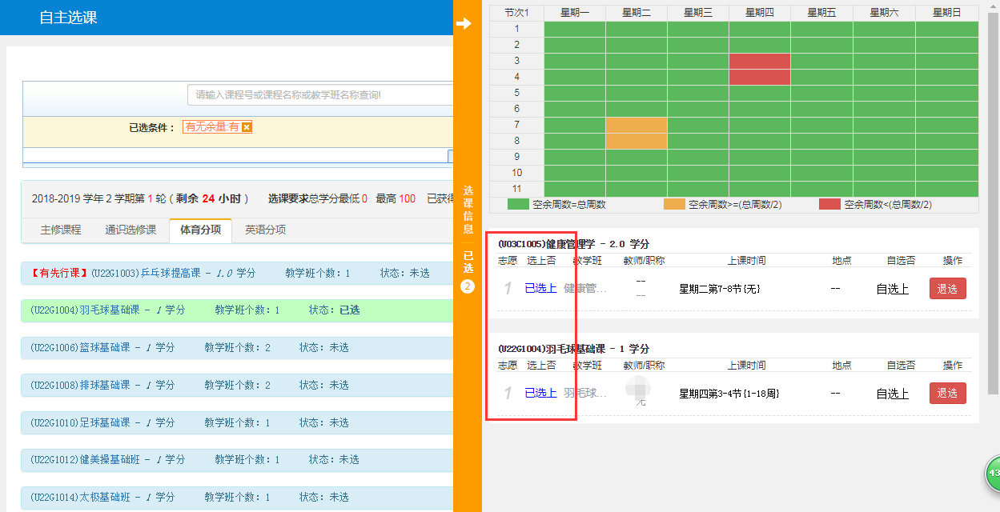 自主选课
请输入课程号或课程名称或教学班名称查询!
已选条件： 有无余量:有
2018-2019 学年 2 学期第 1 轮 ( 剩余 24 小时 ) 选课要求总学分最低 0 最高 100 已获得
主修课程 通识选修课 体育分项 英语分项
【有先行课】(U22G1003)乒乓球提高课 - 1.0 学分 教学班个数：1 状态：未选
(U22G1004)羽毛球基础课 - 1 学分 教学班个数：1 状态：已选
(U22G1006)篮球基础课 - 1 学分 教学班个数：2 状态：未选
(U22G1008)排球基础课 - 1 学分 教学班个数：2 状态：未选
(U22G1010)足球基础课 - 1 学分 教学班个数：1 状态：未选
(U22G1012)健美操基础班 - 1 学分 教学班个数：1 状态：未选
(U22G1014)太极基础班 - 1 学分 教学班个数：1 状态：未选
选课信息
已选
2
节次1 星期一 星期二 星期三 星期四 星期五 星期六 星期日
1
2
3
4
5
6
7
8
9
10
11
空余周数=总周数 空余周数>=(总周数/2) 空余周数<(总周数/2)
(U03C1005)健康管理学 - 2.0 学分
志愿 选上否 教学班 教师/职称 上课时间 地点 自选否 操作
1 已选上 健康管... -- -- 星期二第7-8节{无} -- 自选上 退选
(U22G1004)羽毛球基础课 - 1 学分
志愿 选上否 教学班 教师/职称 上课时间 地点 自选否 操作
1 已选上 羽毛球... 无 星期四第3-4节{1-18周} -- 自选上 退选
43